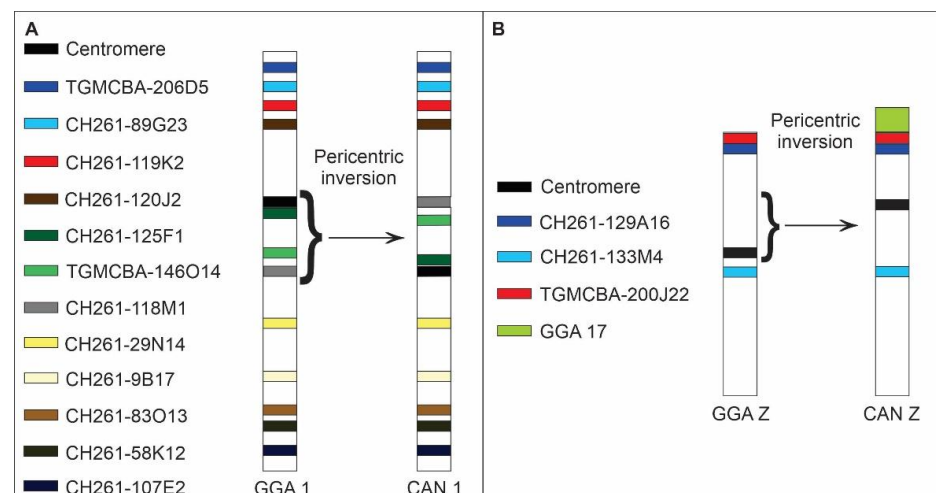 A
Centromere
TGMCBA-206D5
CH261-89G23
CH261-119K2
CH261-120J2
CH261-125F1
TGMCBA-146O14
CH261-118M1
CH261-29N14
CH261-9B17
CH261-83O13
CH261-58K12
CH261-107E2
Pericentric
inversion
GGA 1
CAN 1
B
Centromere
CH261-129A16
CH261-133M4
TGMCBA-200J22
GGA 17
Pericentric
inversion
GGA Z
CAN Z